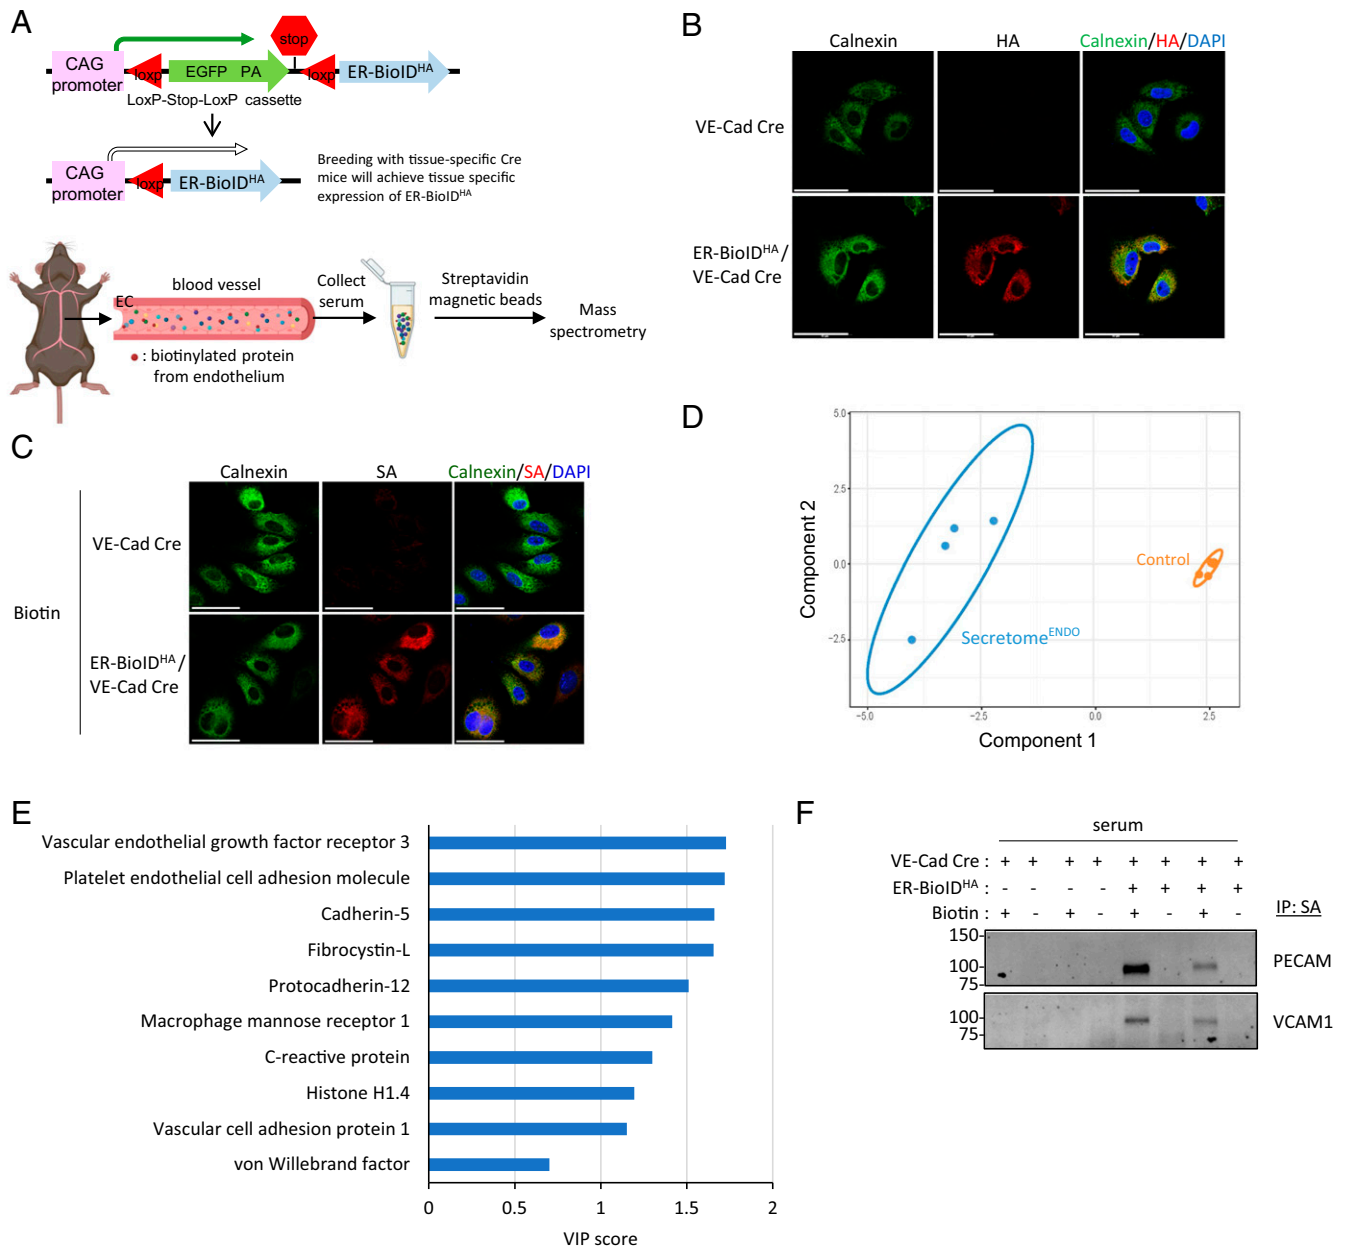 A
CAG
promoter
loxp
EGFP PA
stop
loxp
ER-BioID^HA
LoxP-Stop-LoxP cassette
CAG
promoter
loxp
ER-BioID^HA
Breeding with tissue-specific Cre
mice will achieve tissue specific
expression of ER-BioID^HA
EC
blood vessel
Collect
serum
Streptavidin
magnetic beads
Mass
spectrometry
: biotinylated protein
from endothelium
B
Calnexin
HA
Calnexin/HA/DAPI
VE-Cad Cre
ER-BioID^HA/
VE-Cad Cre
C
Calnexin
SA
Calnexin/SA/DAPI
Biotin
VE-Cad Cre
ER-BioID^HA/
VE-Cad Cre
D
Component 2
5.0
2.5
0.0
−2.5
Control
Secretome^ENDO
−5.0 −2.5 0.0 2.5
Component 1
E
Vascular endothelial growth factor receptor 3
Platelet endothelial cell adhesion molecule
Cadherin-5
Fibrocystin-L
Protocadherin-12
Macrophage mannose receptor 1
C-reactive protein
Histone H1.4
Vascular cell adhesion protein 1
von Willebrand factor
0 0.5 1 1.5 2
VIP score
F
serum
VE-Cad Cre : + + + + + + + +
ER-BioID^HA : - - - - + + + +
Biotin : + - + - + - + -
IP: SA
150
100
75
PECAM
100
75
VCAM1